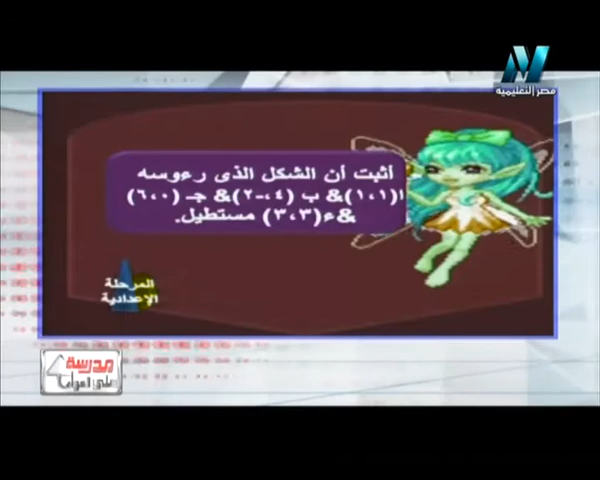 مصر التعليمية
أثبت أن الشكل الذى رءوسه
ا(١،١)& ب (٤،-٢)& جـ (٦،٠)
&ء(٣،٣) مستطيل.
المرحلة
الإعدادية
مدرسة
على الهواء